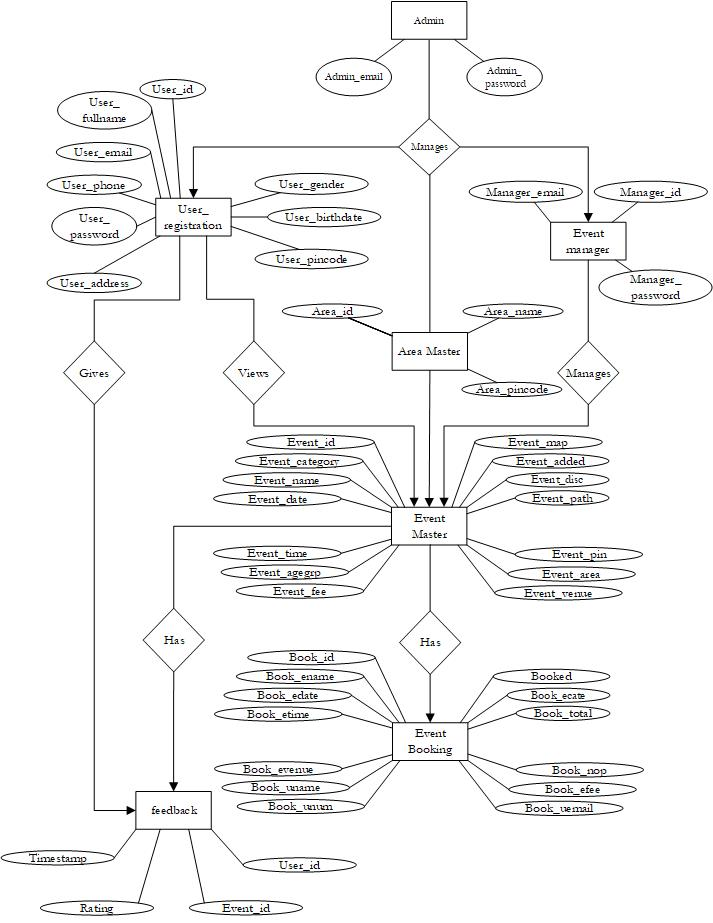 Admin
Admin_email
Admin_
password
User_id
User_
fullname
User_email
User_phone
User_
password
User_address
User_
registration
User_gender
User_birthdate
User_pincode
Manages
Manager_email
Manager_id
Event
manager
Manager_
password
Area_id
Area_name
Area Master
Area_pincode
Gives
Views
Manages
Event_id
Event_category
Event_name
Event_date
Event_map
Event_added
Event_disc
Event_path
Event
Master
Event_time
Event_agegrp
Event_fee
Event_pin
Event_area
Event_venue
Has
Has
Book_id
Book_ename
Book_edate
Book_etime
Booked
Book_ecate
Book_total
Event
Booking
Book_evenue
Book_uname
Book_unum
Book_nop
Book_efee
Book_uemail
feedback
Timestamp
User_id
Rating
Event_id